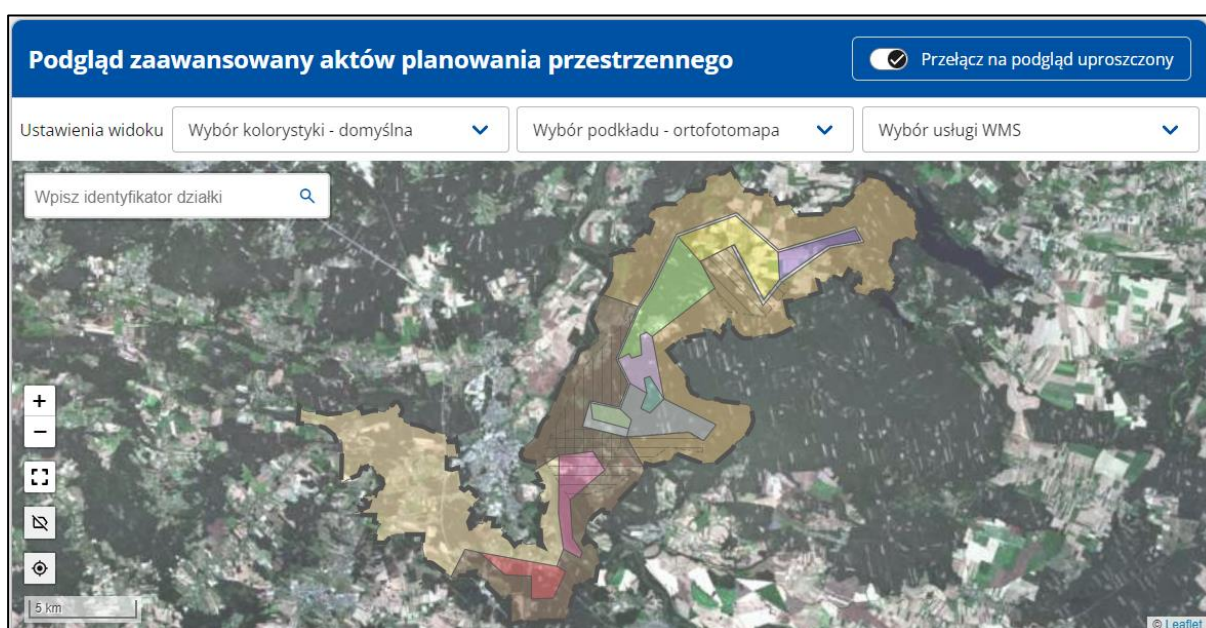 Podgląd zaawansowany aktów planowania przestrzennego
Przełącz na podgląd uproszczony
Ustawienia widoku
Wybór kolorystyki - domyślna
Wybór podkładu - ortofotomapa
Wybór usługi WMS
Wpisz identyfikator działki
+
−
5 km
© Leaflet